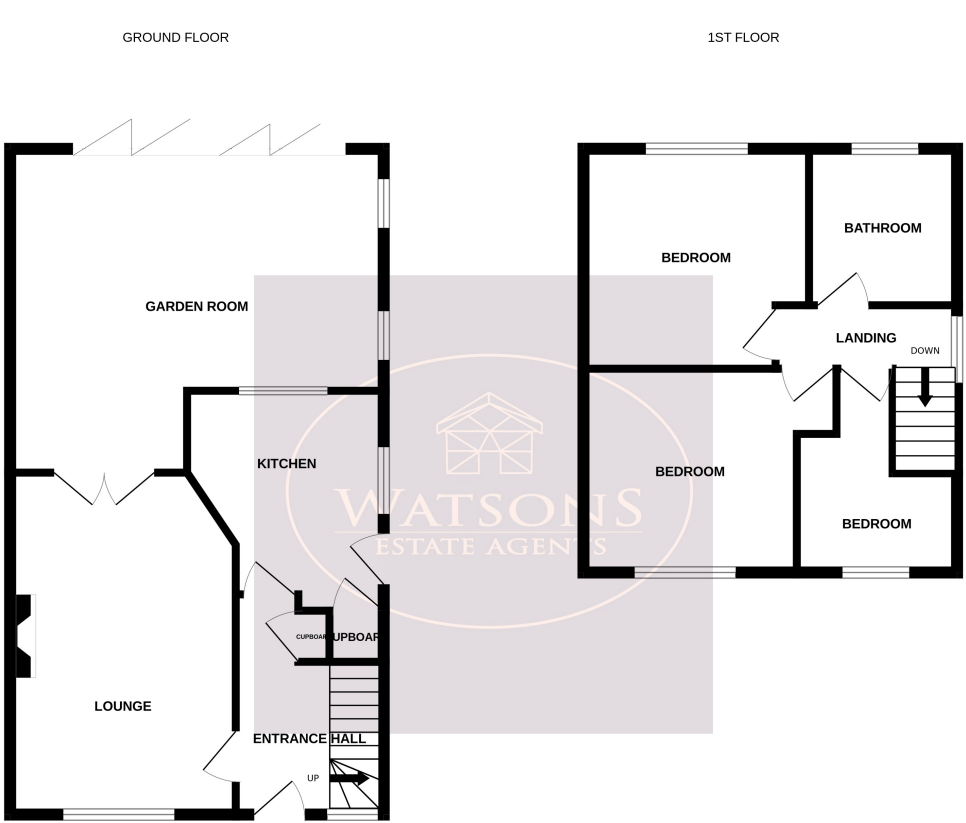 GROUND FLOOR
1ST FLOOR
GARDEN ROOM
KITCHEN
CUPBOAR
UPBOAR
LOUNGE
ENTRANCE HALL
UP
BEDROOM
BATHROOM
LANDING
DOWN
BEDROOM
BEDROOM
WATSONS
ESTATE AGENTS